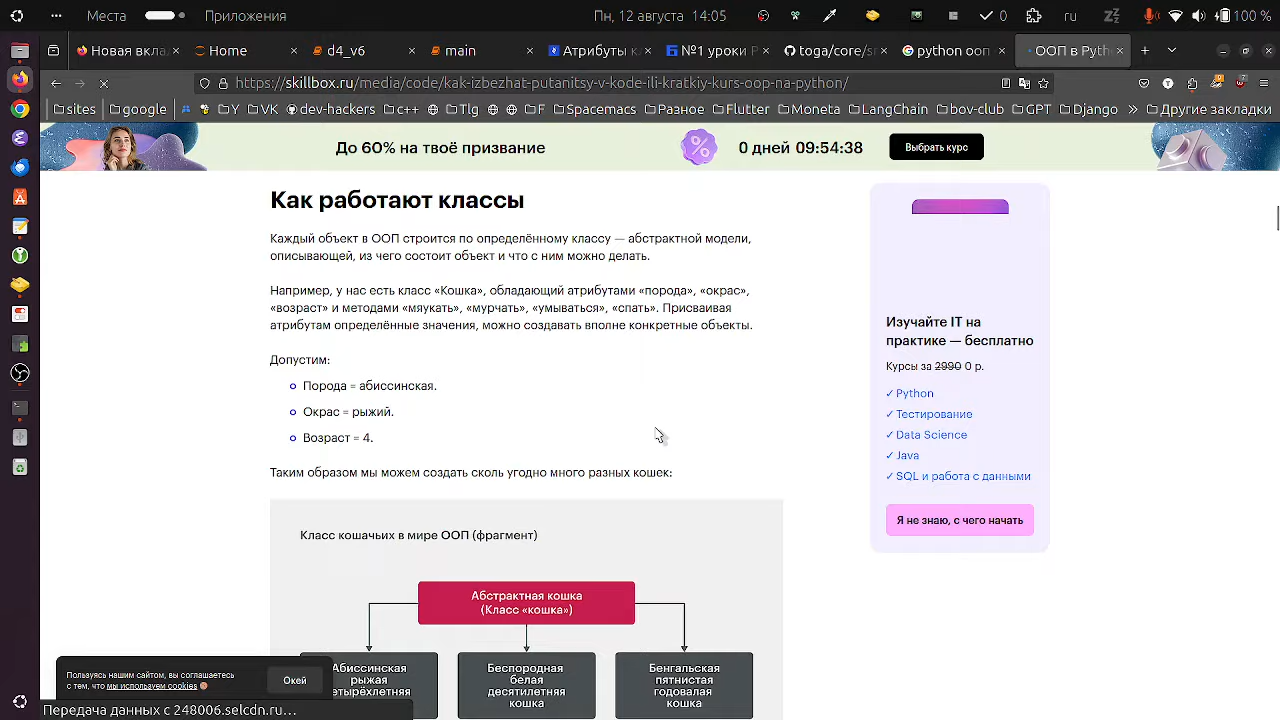 Места
Приложения
Пн, 12 августа 14:05
0
ru
100 %
Новая вкла
Home
d4_v6
main
Атрибуты к
№1 уроки P
toga/core/sr
python ооп
ООП в Pyth
https://skillbox.ru/media/code/kak-izbezhat-putanitsy-v-kode-ili-kratkiy-kurs-oop-na-python/
sites
google
Y
VK
dev-hackers
c++
Tlg
F
Spacemacs
Разное
Flutter
Moneta
LangChain
bov-club
GPT
Django
Другие закладки
До 60% на твоё призвание
%
0 дней 09:54:38
Выбрать курс
Как работают классы
Каждый объект в ООП строится по определённому классу — абстрактной модели,
описывающей, из чего состоит объект и что с ним можно делать.
Например, у нас есть класс «Кошка», обладающий атрибутами «порода», «окрас»,
«возраст» и методами «мяукать», «мурчать», «умываться», «спать». Присваивая
атрибутам определённые значения, можно создавать вполне конкретные объекты.
Допустим:
Порода = абиссинская.
Окрас = рыжий.
Возраст = 4.
Таким образом мы можем создать сколь угодно много разных кошек:
Класс кошачьих в мире ООП (фрагмент)
Абстрактная кошка
(Класс «кошка»)
Абиссинская
рыжая
етырёхлетняя
Беспородная
белая
десятилетняя
кошка
Бенгальская
пятнистая
годовалая
кошка
Изучайте IT на
практике — бесплатно
Курсы за 2990 0 р.
✓ Python
✓ Тестирование
✓ Data Science
✓ Java
✓ SQL и работа с данными
Я не знаю, с чего начать
Пользуясь нашим сайтом, вы соглашаетесь
с тем, что мы используем cookies
Окей
Передача данных с 248006.selcdn.ru…